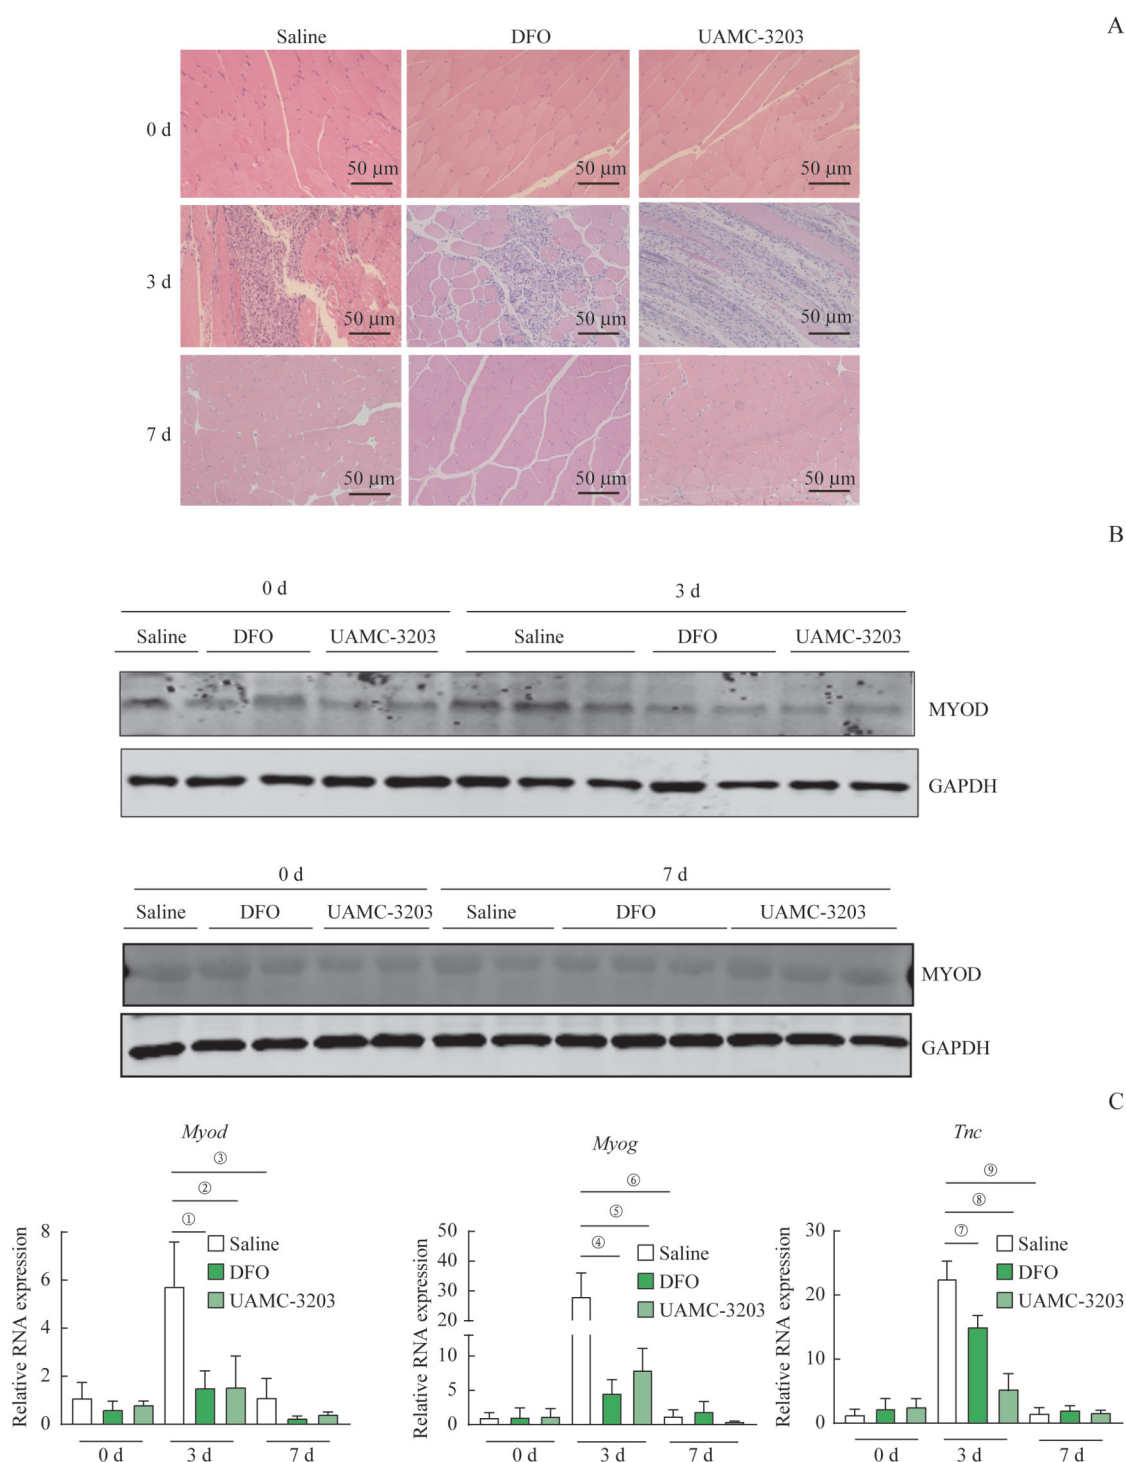 A
Saline DFO UAMC-3203
0 d
50 μm 50 μm 50 μm
3 d
50 μm 50 μm 50 μm
7 d
50 μm 50 μm 50 μm
B
0 d 3 d
Saline DFO UAMC-3203 Saline DFO UAMC-3203
MYOD
GAPDH
0 d 7 d
Saline DFO UAMC-3203 Saline DFO UAMC-3203
MYOD
GAPDH
C
Myod
③
②
①
Relative RNA expression
8
6
4
2
0
Saline
DFO
UAMC-3203
0 d 3 d 7 d
Myog
⑥
⑤
④
Relative RNA expression
50
40
30
20
10
5
0
Saline
DFO
UAMC-3203
0 d 3 d 7 d
Tnc
⑨
⑧
⑦
Relative RNA expression
30
20
10
0
Saline
DFO
UAMC-3203
0 d 3 d 7 d